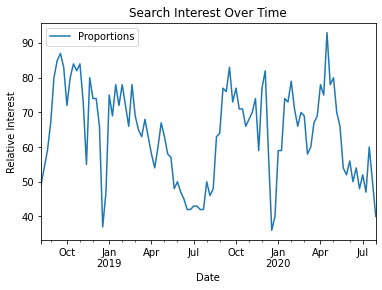 Search Interest Over Time
Proportions
Relative Interest
90
80
70
60
50
40
Oct
Jan
2019
Apr
Jul
Oct
Jan
2020
Apr
Jul
Date